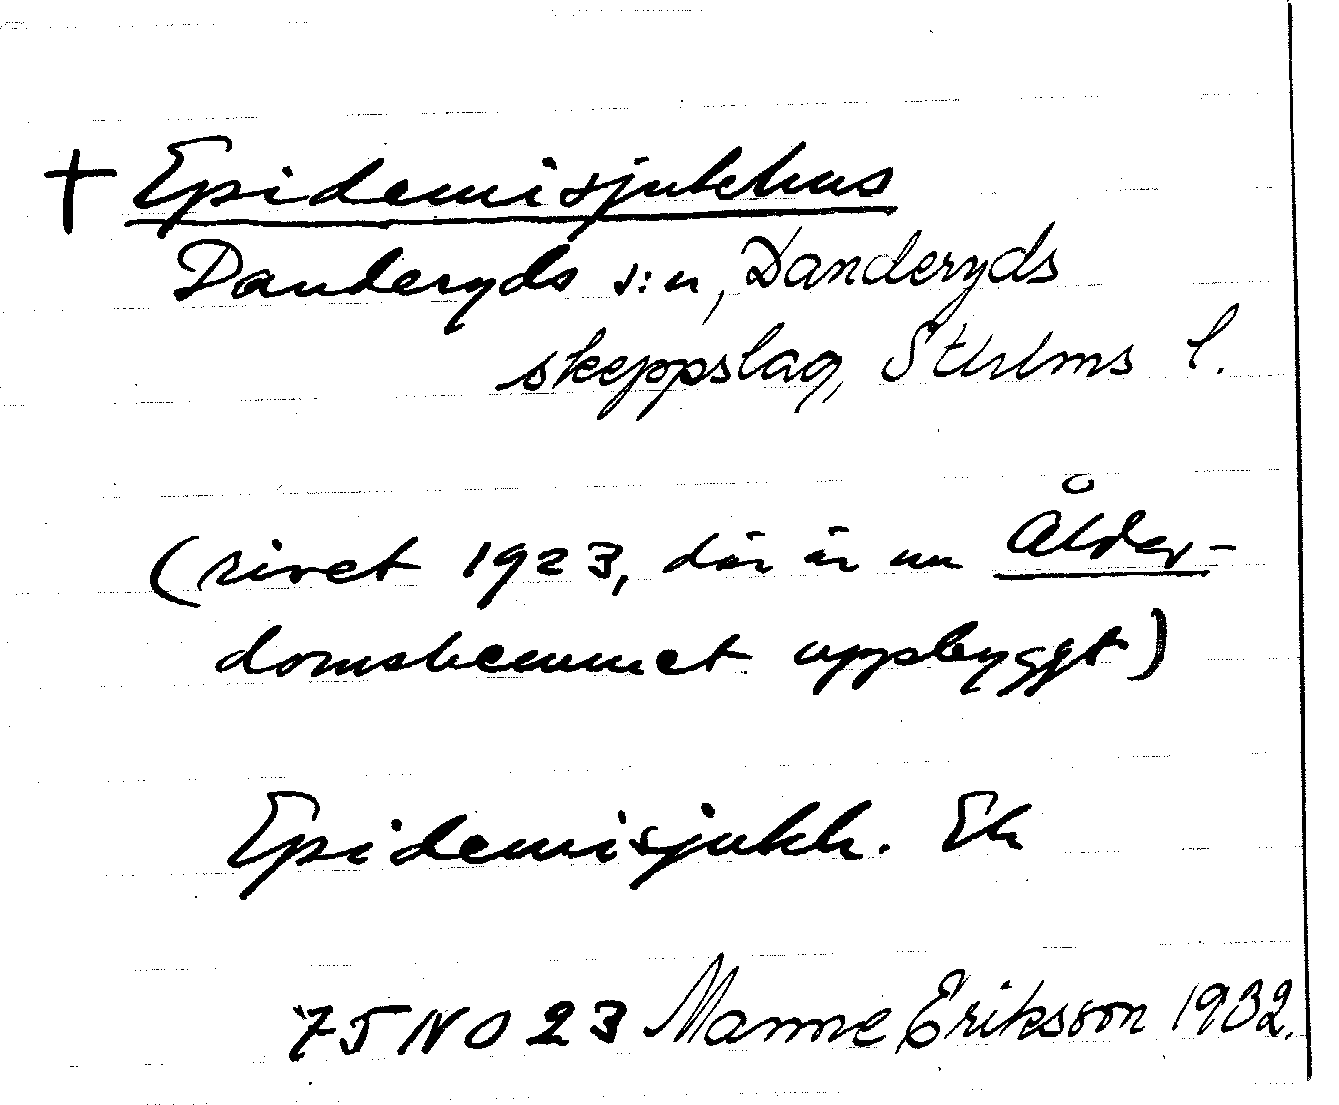 + Epidemisjukhus
Danderyds s:n, Danderyds
skeppslag, Sthlms l.
(rivet 1923, där är nu Ålder-
domshemmet uppbyggt)
Epidemisjukh. Ek
75 NO 23 Manne Eriksson 1932.